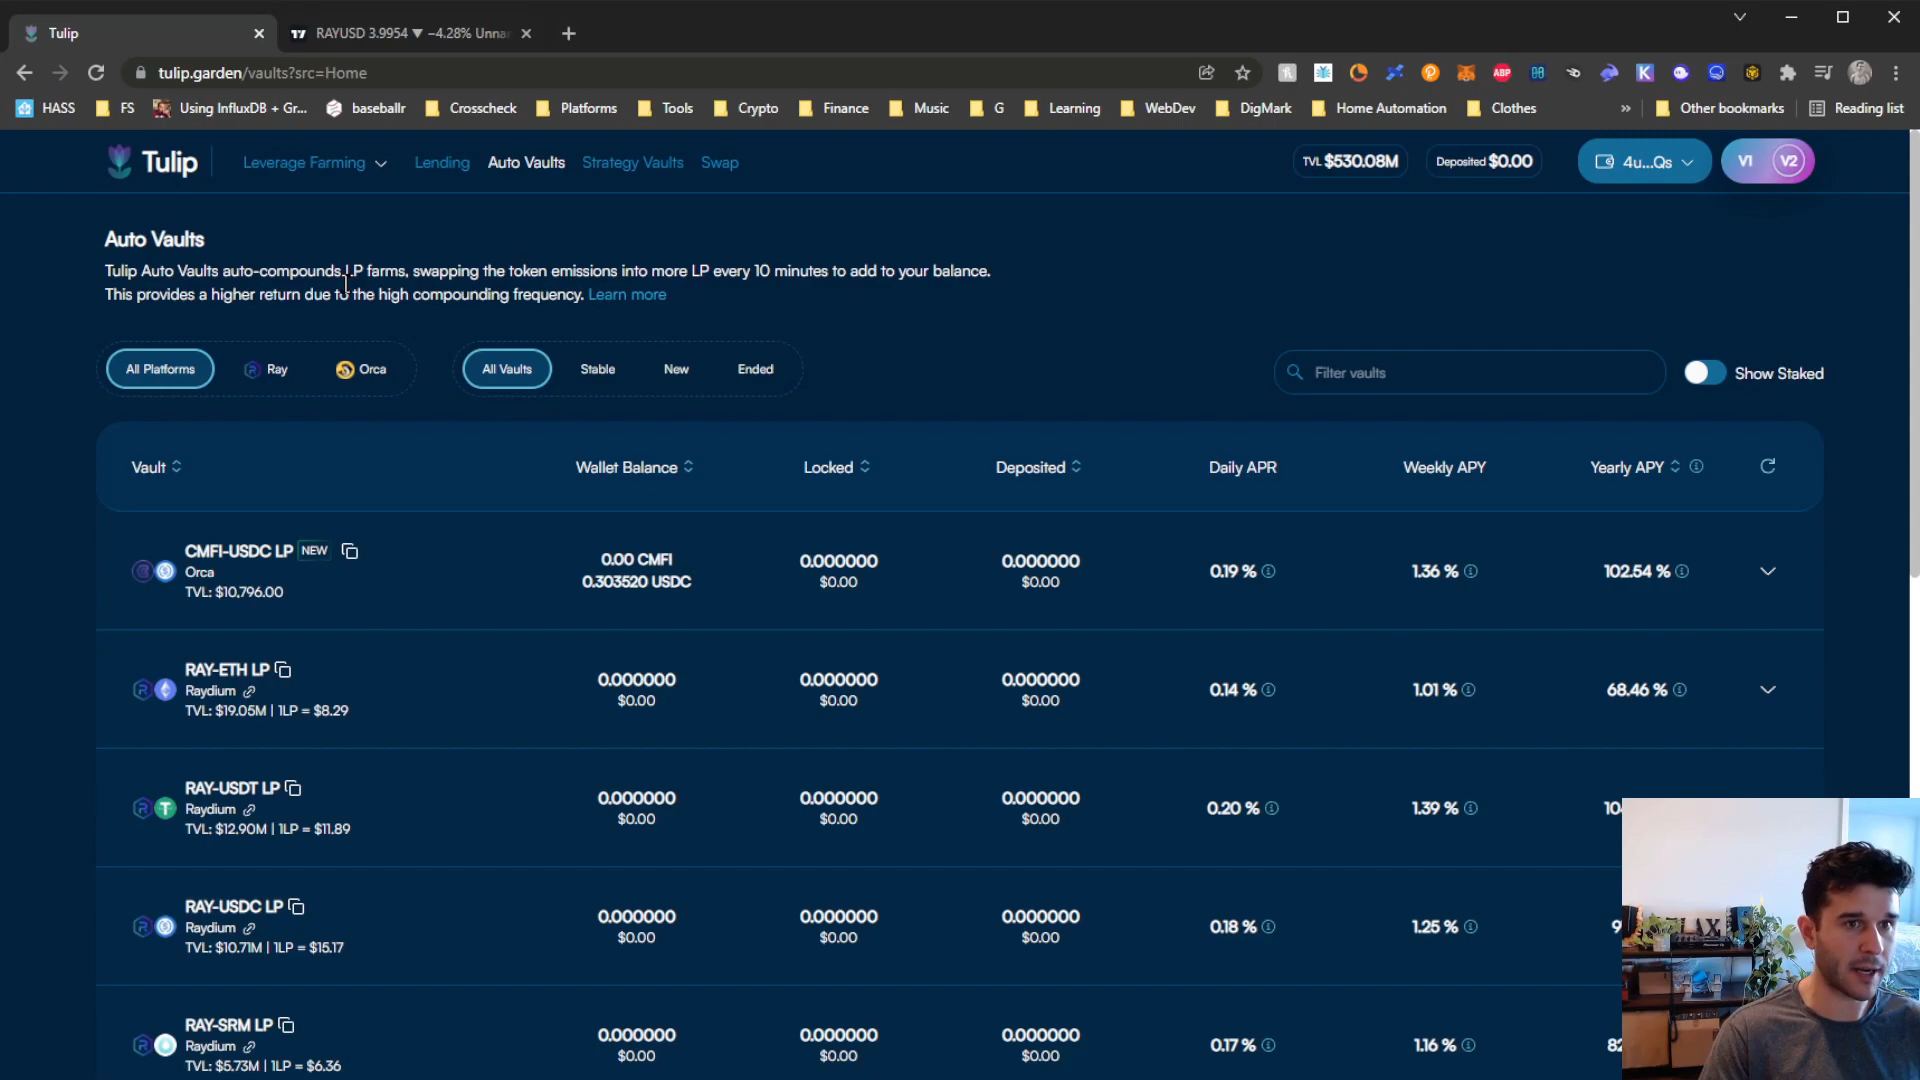 Tulip
RAYUSD 3.9954 ▼ −4.28% Unnar
tulip.garden/vaults?src=Home
ABP
HASS
FS
Using InfluxDB + Gr...
baseballr
Crosscheck
Platforms
Tools
Crypto
Finance
Music
G
Learning
WebDev
DigMark
Home Automation
Clothes
»
Other bookmarks
Reading list
Tulip
Leverage Farming
Lending
Auto Vaults
Strategy Vaults
Swap
TVL $530.08M
Deposited $0.00
4u...Qs
V1
V2
Auto Vaults
Tulip Auto Vaults auto-compounds LP farms, swapping the token emissions into more LP every 10 minutes to add to your balance.
This provides a higher return due to the high compounding frequency. Learn more
All Platforms
Ray
Orca
All Vaults
Stable
New
Ended
Filter vaults
Show Staked
Vault
Wallet Balance
Locked
Deposited
Daily APR
Weekly APY
Yearly APY
CMFI-USDC LP NEW
Orca
TVL: $10,796.00
0.00 CMFI
0.303520 USDC
0.000000
$0.00
0.000000
$0.00
0.19 %
1.36 %
102.54 %
RAY-ETH LP
Raydium
TVL: $19.05M | 1LP = $8.29
0.000000
$0.00
0.000000
$0.00
0.000000
$0.00
0.14 %
1.01 %
68.46 %
RAY-USDT LP
Raydium
TVL: $12.90M | 1LP = $11.89
0.000000
$0.00
0.000000
$0.00
0.000000
$0.00
0.20 %
1.39 %
RAY-USDC LP
Raydium
TVL: $10.71M | 1LP = $15.17
0.000000
$0.00
0.000000
$0.00
0.000000
$0.00
0.18 %
1.25 %
RAY-SRM LP
Raydium
TVL: $5.73M | 1LP = $6.36
0.000000
$0.00
0.000000
$0.00
0.000000
$0.00
0.17 %
1.16 %